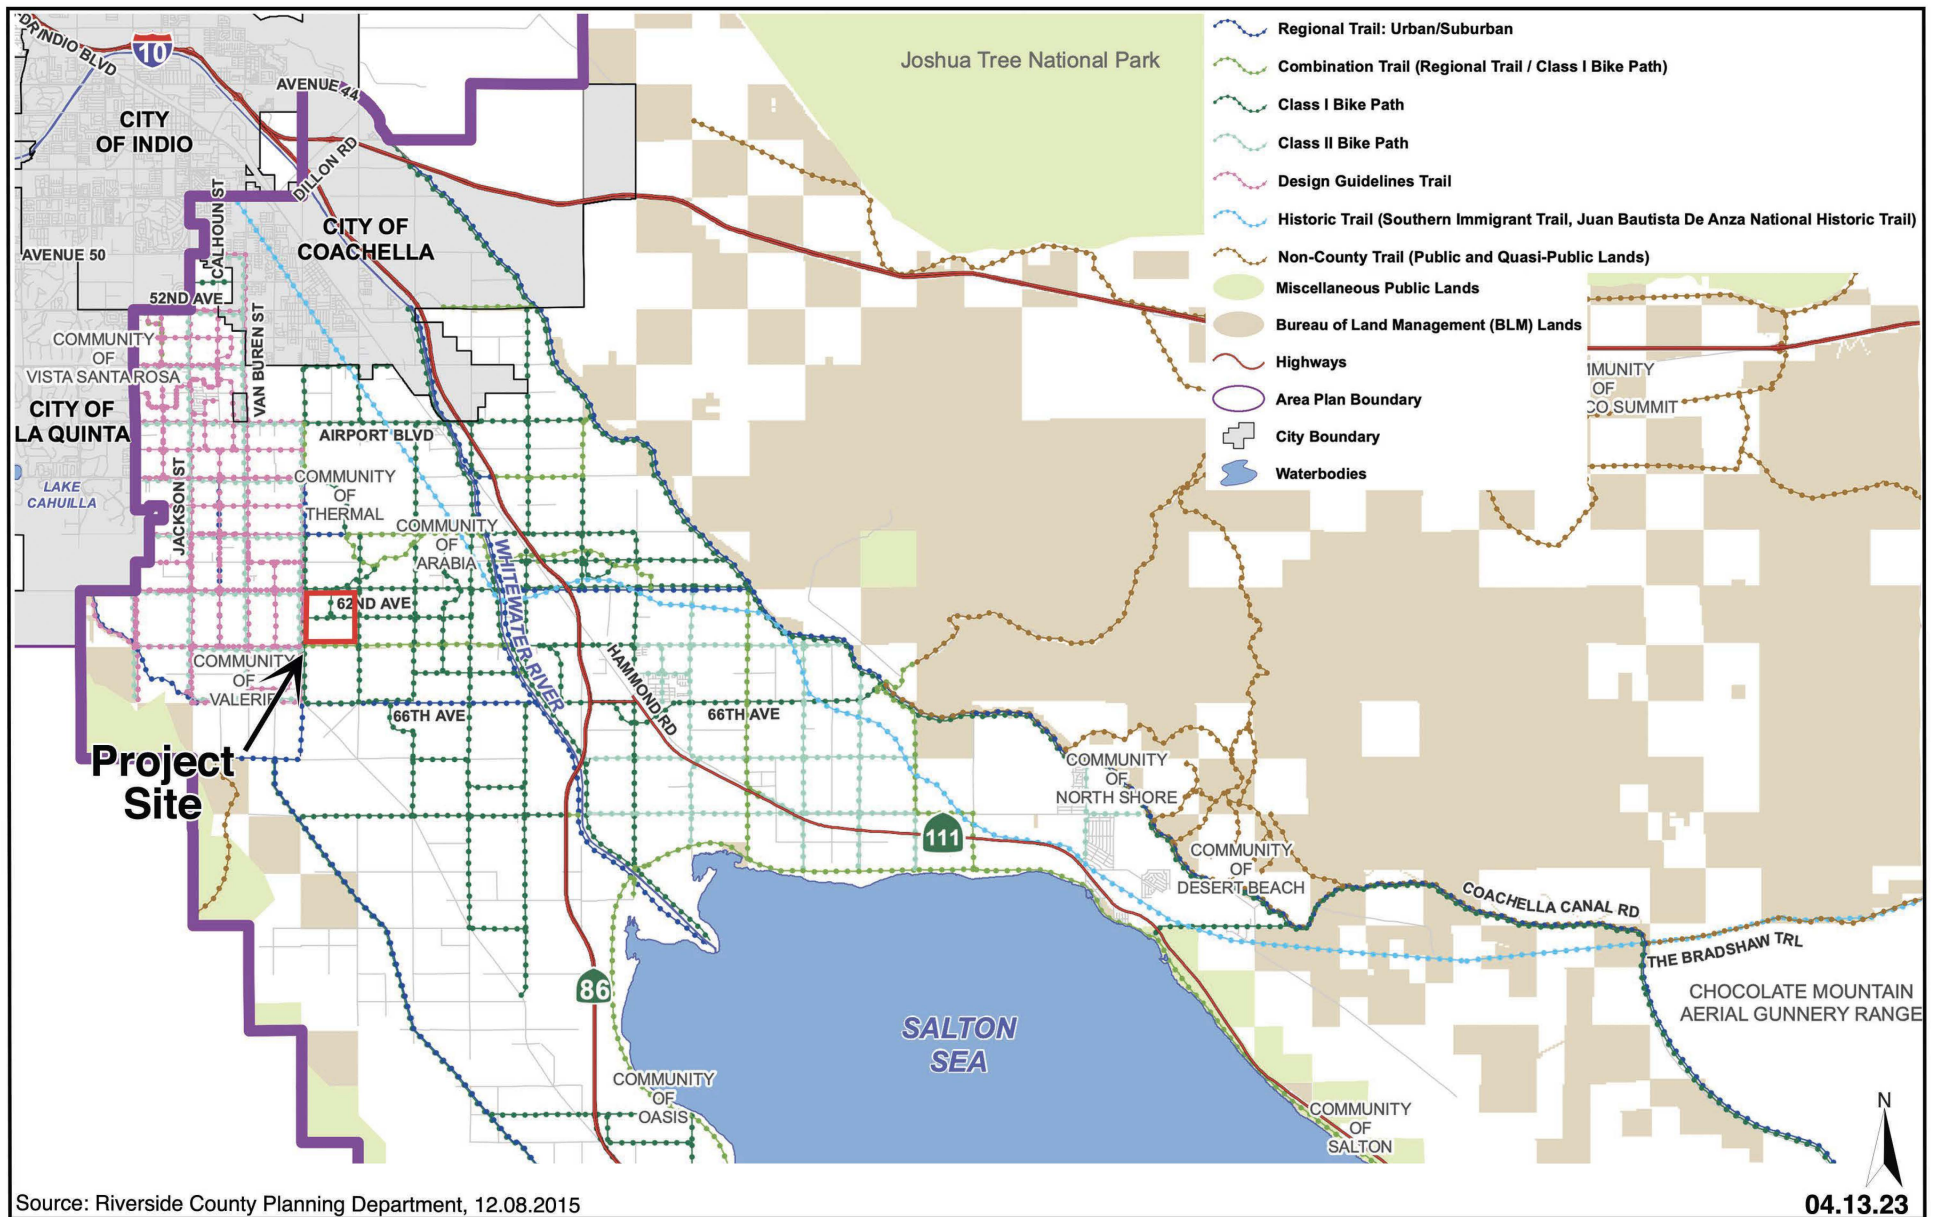 DR
INDIO BLVD
10
AVENUE 44
CITY
OF INDIO
DILLON RD
CALHOUN ST
CITY OF
COACHELLA
AVENUE 50
52ND AVE
COMMUNITY
OF
VISTA SANTA ROSA
VAN BUREN ST
CITY OF
LA QUINTA
AIRPORT BLVD
LAKE
CAHUILLA
JACKSON ST
COMMUNITY
OF
THERMAL
COMMUNITY
OF
ARABIA
WHITEWATER RIVER
62ND AVE
COMMUNITY
OF
VALERIE
HAMMOND RD
66TH AVE
66TH AVE
Project
Site
Joshua Tree National Park
Regional Trail: Urban/Suburban
Combination Trail (Regional Trail / Class I Bike Path)
Class I Bike Path
Class II Bike Path
Design Guidelines Trail
Historic Trail (Southern Immigrant Trail, Juan Bautista De Anza National Historic Trail)
Non-County Trail (Public and Quasi-Public Lands)
Miscellaneous Public Lands
Bureau of Land Management (BLM) Lands
Highways
Area Plan Boundary
City Boundary
Waterbodies
MUNITY
OF
CO SUMMIT
COMMUNITY
OF
NORTH SHORE
111
COMMUNITY
OF
DESERT BEACH
COACHELLA CANAL RD
THE BRADSHAW TRL
CHOCOLATE MOUNTAIN
AERIAL GUNNERY RANGE
86
SALTON
SEA
COMMUNITY
OF
OASIS
COMMUNITY
OF
SALTON
N
Source: Riverside County Planning Department, 12.08.2015
04.13.23